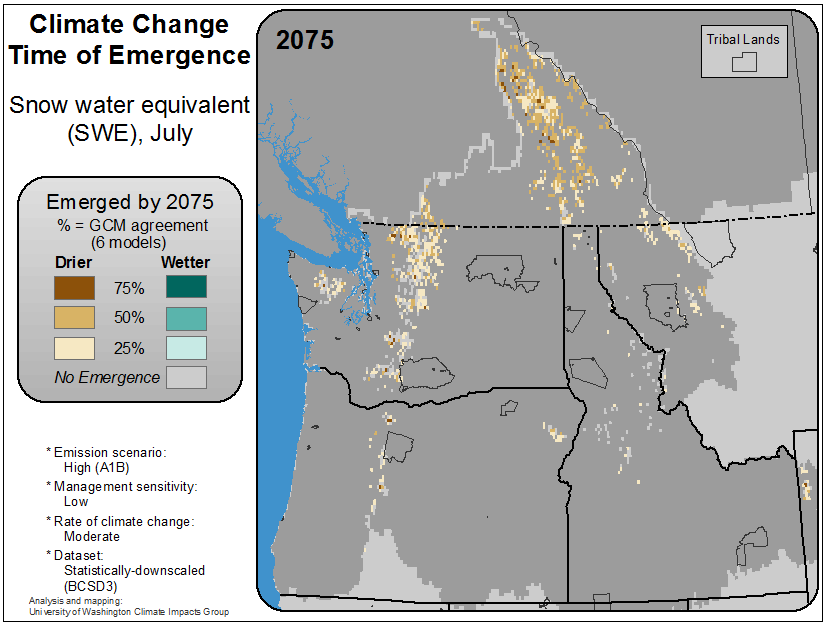 Climate Change
Time of Emergence
Snow water equivalent
(SWE), July
Emerged by 2075
% = GCM agreement
(6 models)
Drier Wetter
75%
50%
25%
No Emergence
* Emission scenario:
High (A1B)
* Management sensitivity:
Low
* Rate of climate change:
Moderate
* Dataset:
Statistically-downscaled
(BCSD3)
Analysis and mapping:
University of Washington Climate Impacts Group
2075
Tribal Lands